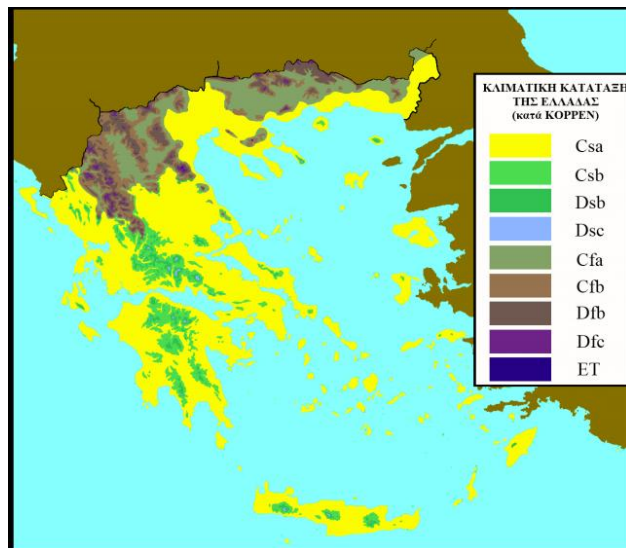 ΚΛΙΜΑΤΙΚΗ ΚΑΤΑΤΑΞΗ
ΤΗΣ ΕΛΛΑΔΑΣ
(κατά ΚΟΡΡΕΝ)
Csa
Csb
Dsb
Dsc
Cfa
Cfb
Dfb
Dfc
ET